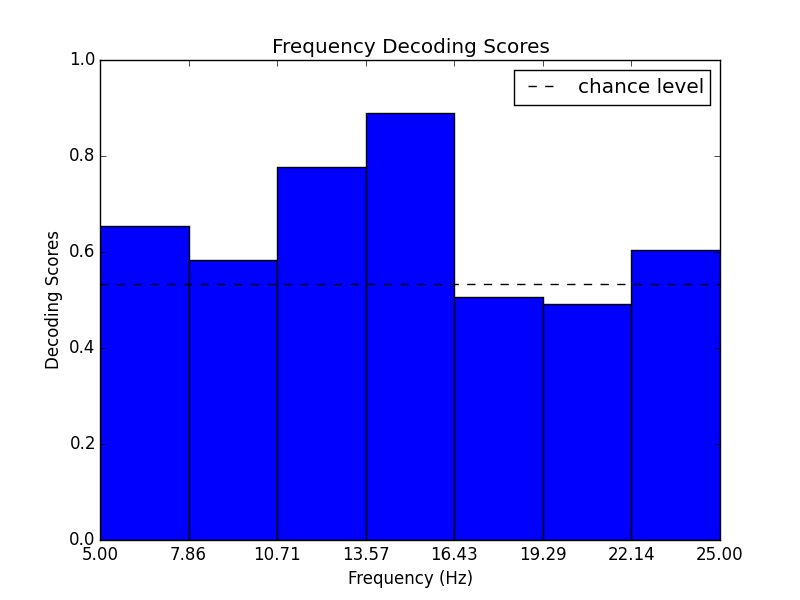 Frequency Decoding Scores
chance level
1.0
0.8
0.6
0.4
0.2
0.0
Decoding Scores
5.00 7.86 10.71 13.57 16.43 19.29 22.14 25.00
Frequency (Hz)